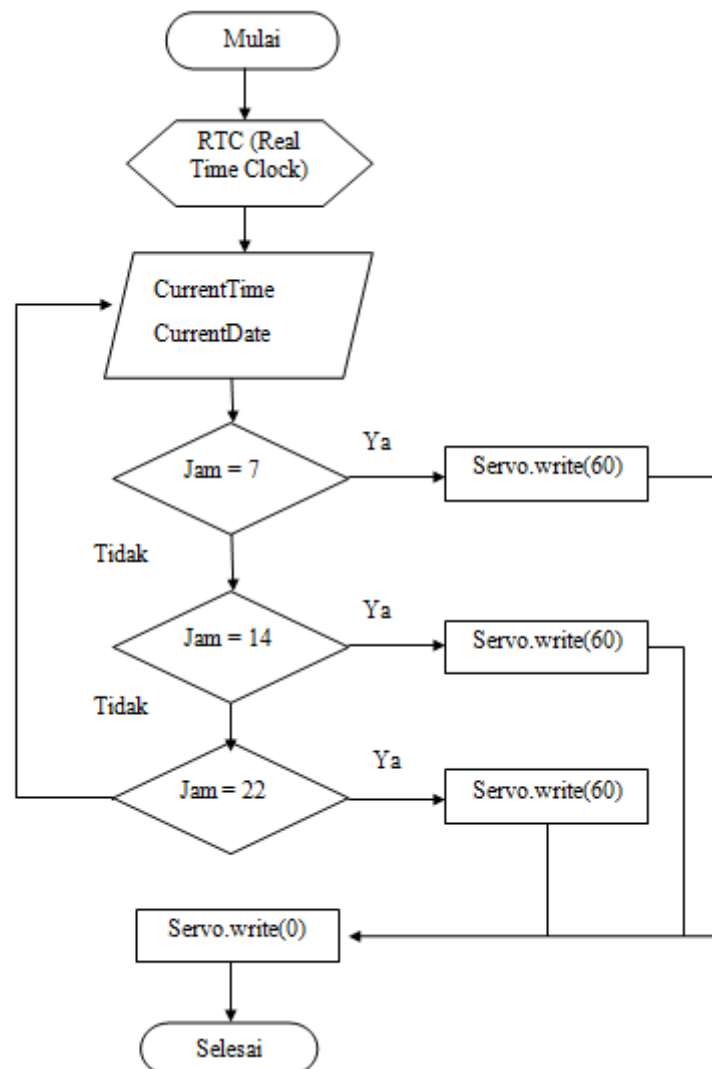 Mulai
RTC (Real
Time Clock)
CurrentTime
CurrentDate
Jam = 7
Ya
Servo.write(60)
Tidak
Jam = 14
Ya
Servo.write(60)
Tidak
Jam = 22
Ya
Servo.write(60)
Servo.write(0)
Selesai